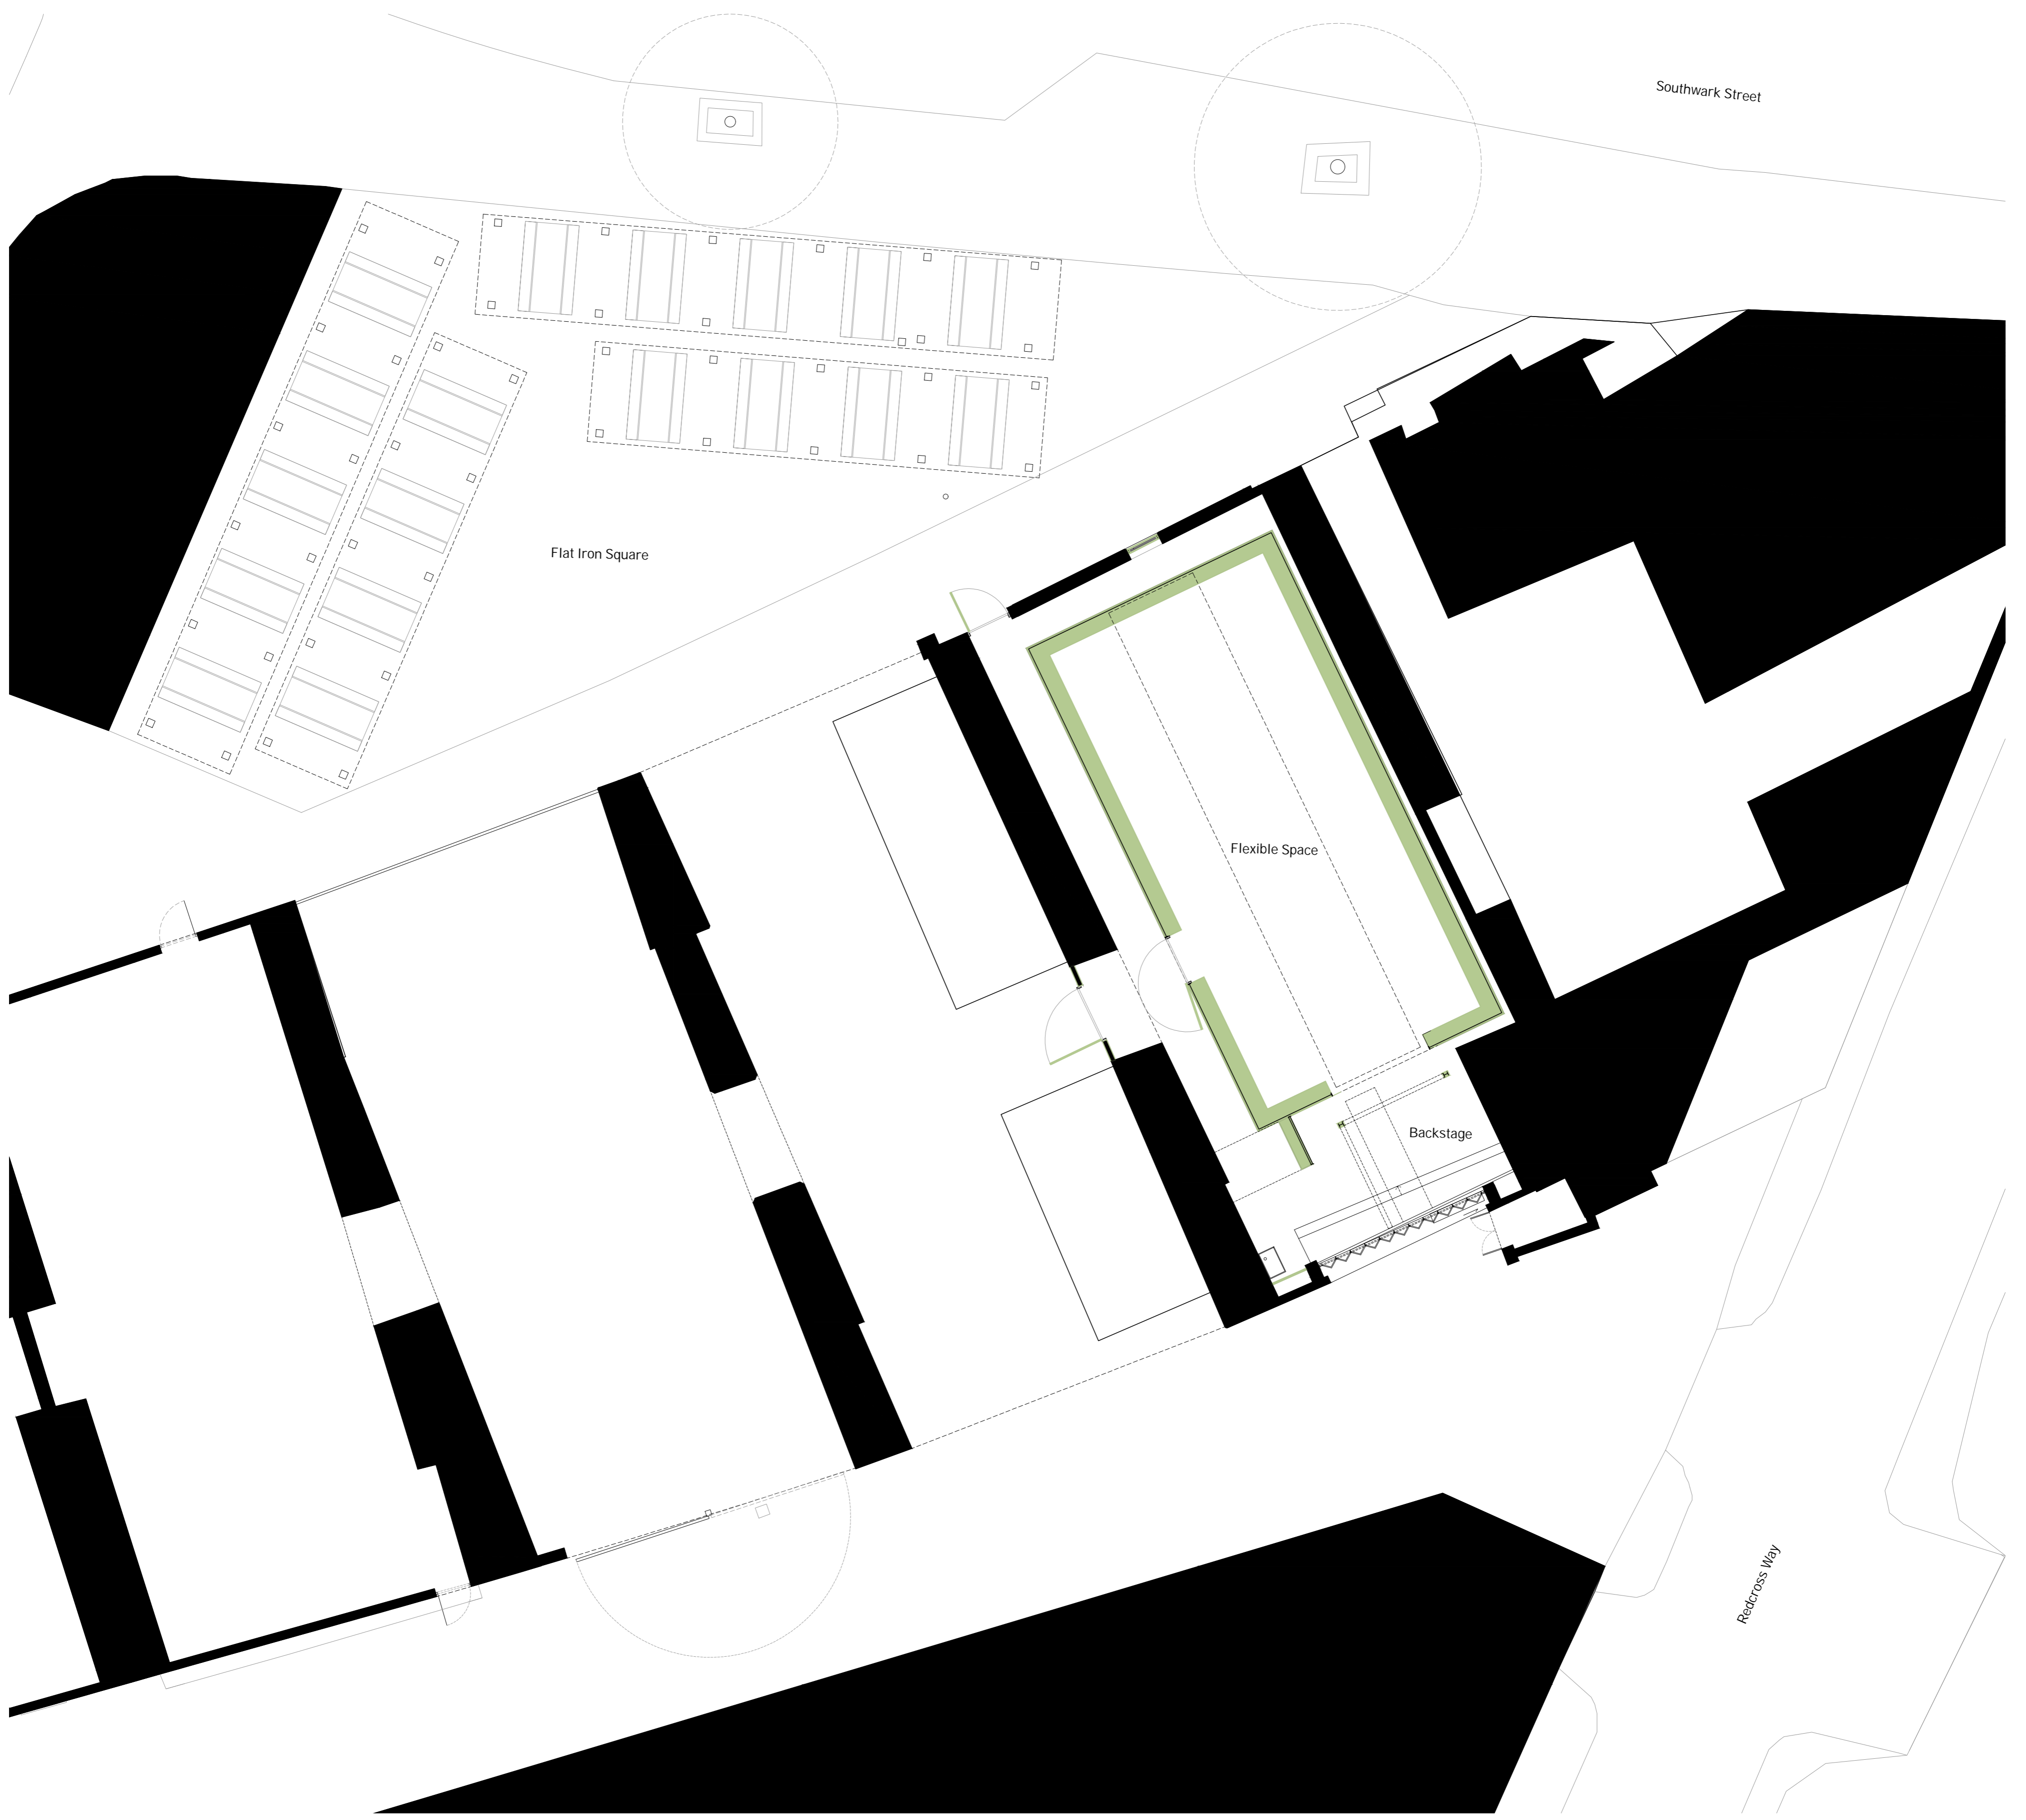 Southwark Street
Flat Iron Square
Flexible Space
Backstage
Redcross Way